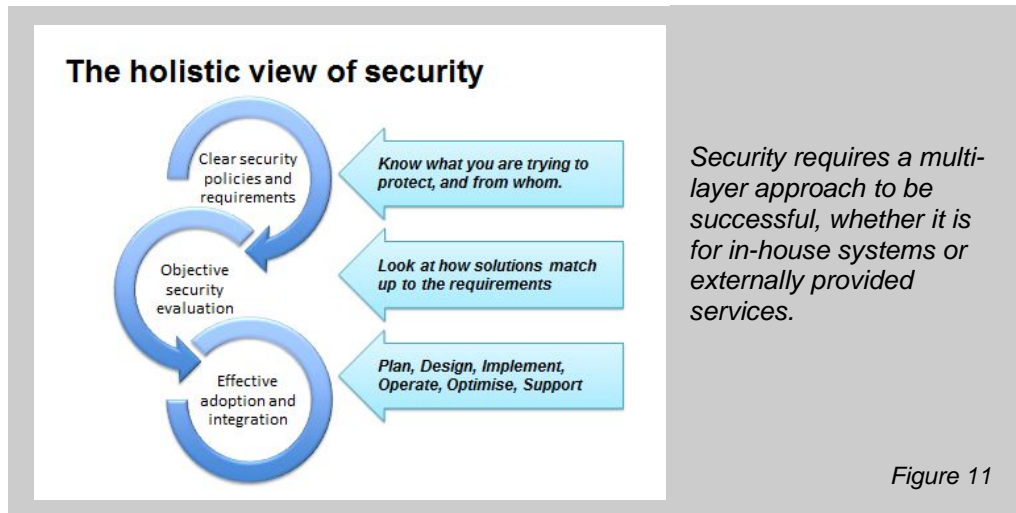 The holistic view of security
Clear security
policies and
requirements
Know what you are trying to
protect, and from whom.
Objective
security
evaluation
Look at how solutions match
up to the requirements
Effective
adoption and
integration
Plan, Design, Implement,
Operate, Optimise, Support
Security requires a multi-
layer approach to be
successful, whether it is
for in-house systems or
externally provided
services.
Figure 11